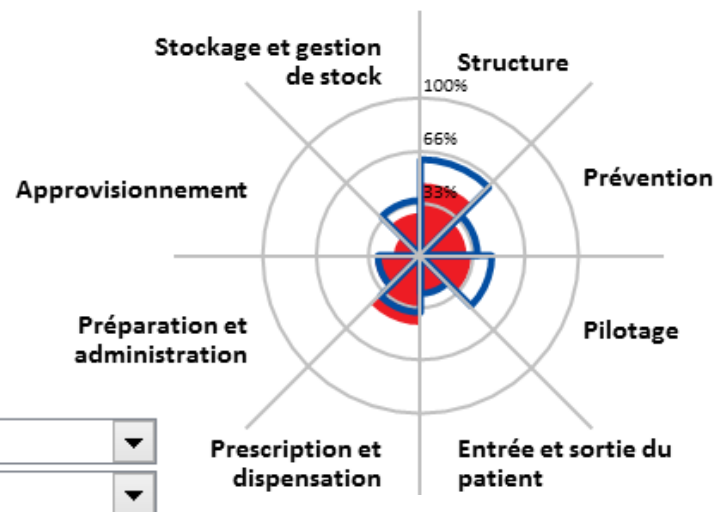 Stockage et gestion
de stock
Structure
100%
66%
33%
Prévention
Approvisionnement
Pilotage
Préparation et
administration
Prescription et
dispensation
Entrée et sortie du
patient